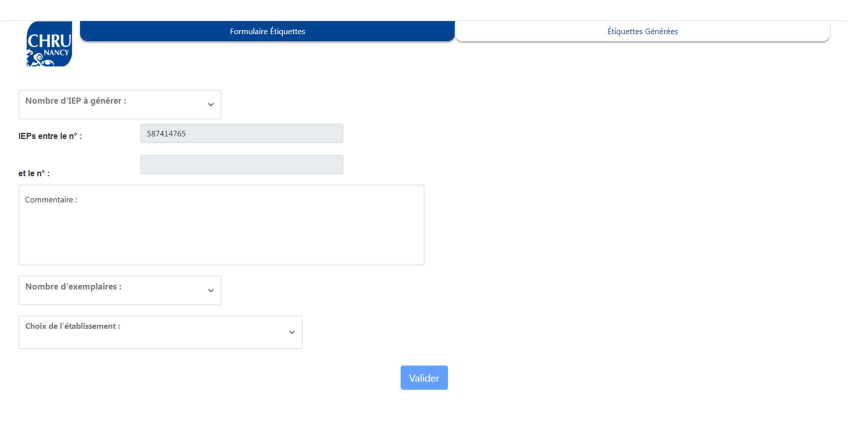 CHRU
NANCY
Formulaire Étiquettes
Étiquettes Générées
Nombre d'IEP à générer :
IEPs entre le n° :
587414765
et le n° :
Commentaire :
Nombre d'exemplaires :
Choix de l'établissement :
Valider